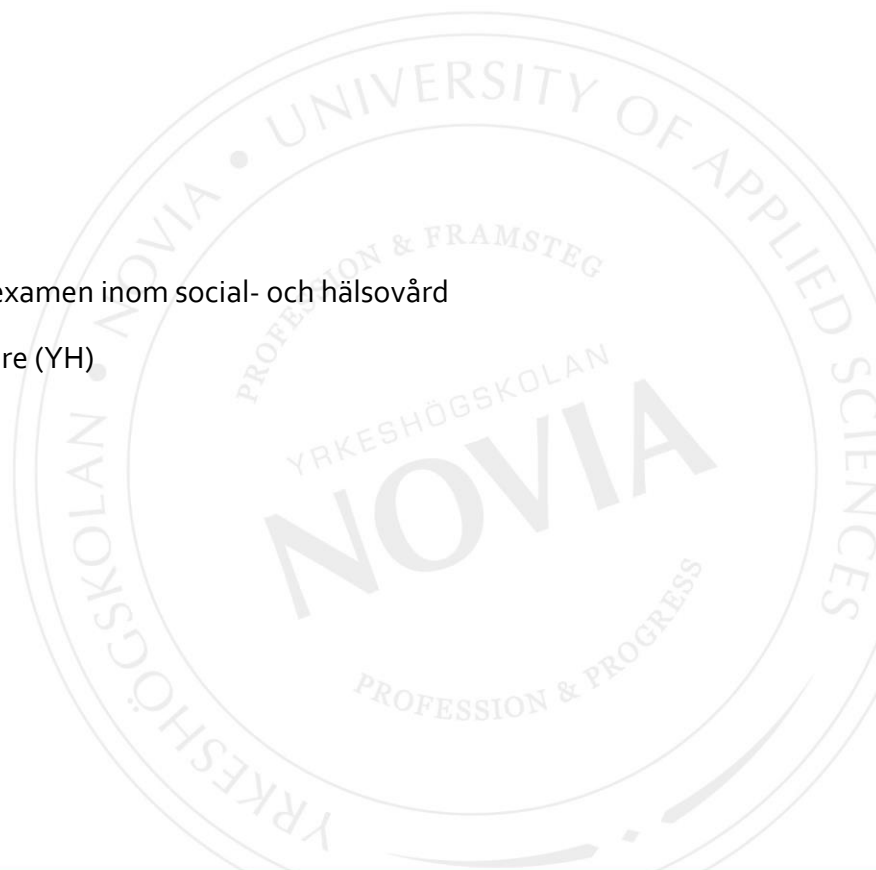 examen inom social- och hälsovård
re (YH)
YRKESHÖGSKOLAN • NOVIA • UNIVERSITY OF APPLIED SCIENCES
PROFESSION & FRAMSTEG
YRKESHÖGSKOLAN
NOVIA
PROFESSION & PROGRESS